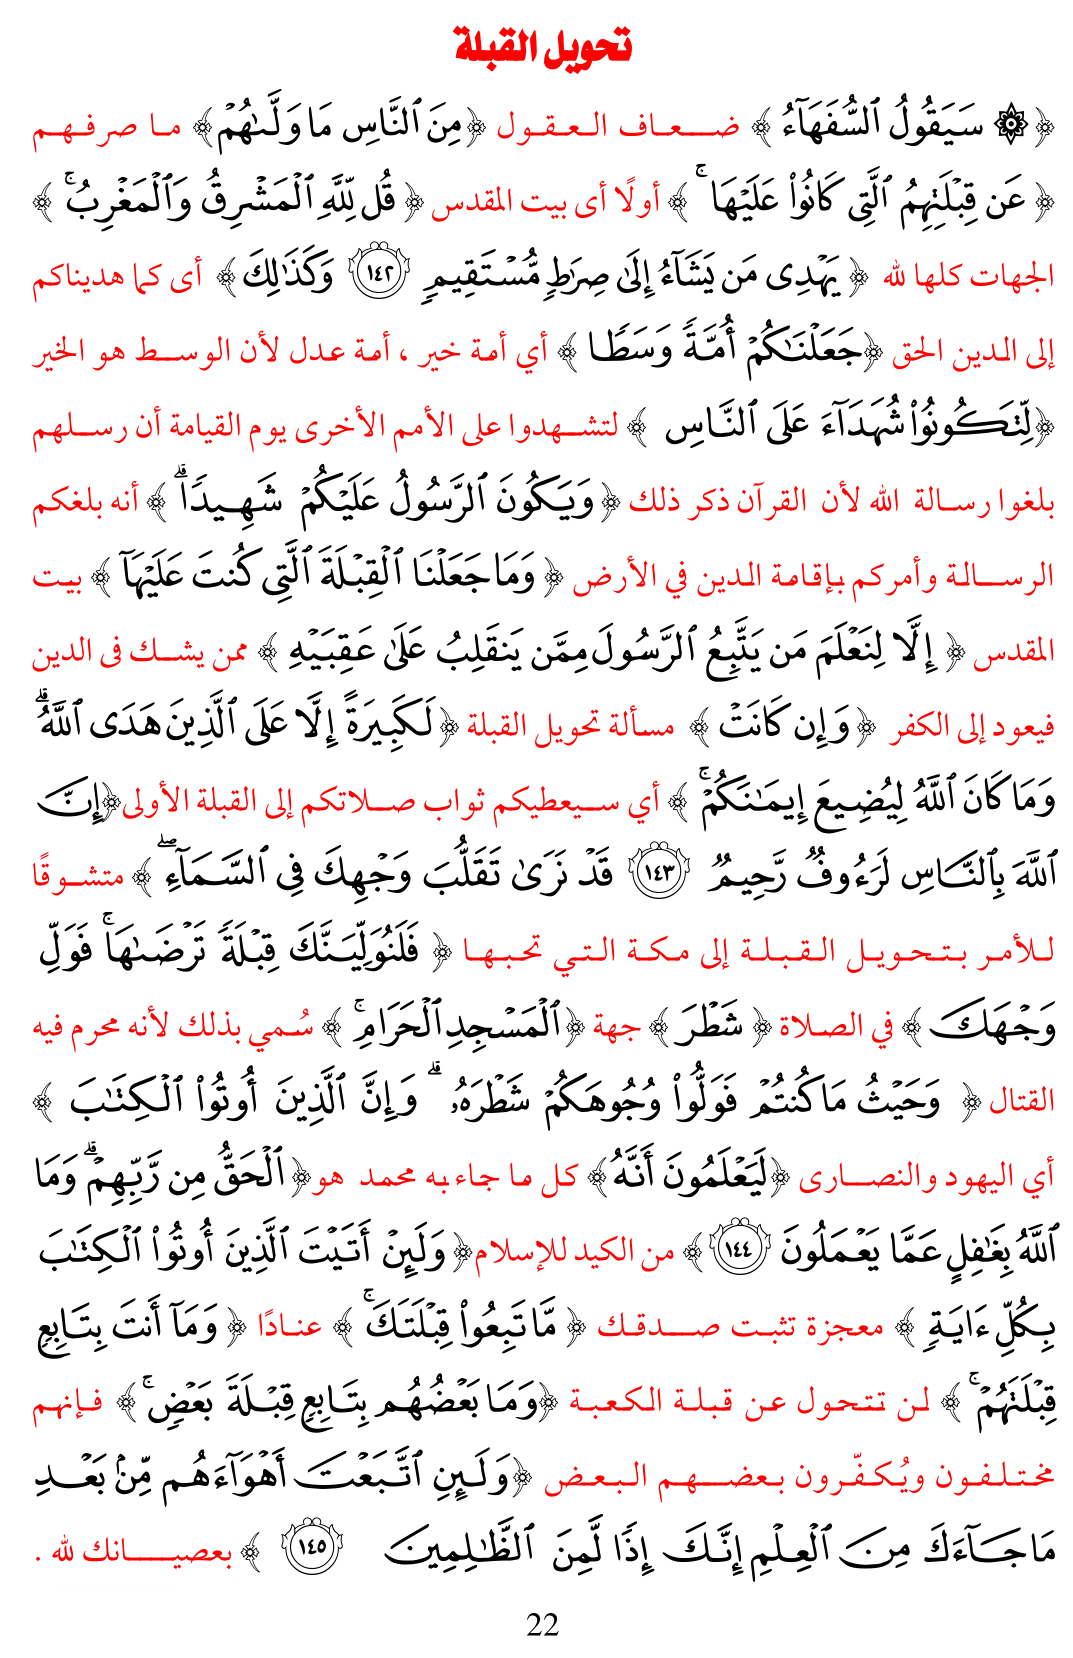 تحويل القبلة
﴿ ۞ سَيَقُولُ ٱلسُّفَهَآءُ ﴾ ضعاف العقول ﴿مِنَ ٱلنَّاسِ مَا وَلَّىٰهُمْ﴾ ما صرفهم
﴿ عَن قِبْلَتِهِمُ ٱلَّتِى كَانُوا۟ عَلَيْهَا ۚ ﴾ أولًا أى بيت المقدس ﴿ قُل لِّلَّهِ ٱلْمَشْرِقُ وَٱلْمَغْرِبُ ۚ ﴾
الجهات كلها لله ﴿ يَهْدِى مَن يَشَآءُ إِلَىٰ صِرَٰطٍ مُّسْتَقِيمٍ ١٤٢ وَكَذَٰلِكَ ﴾ أى كما هديناكم
إلى الدين الحق ﴿جَعَلْنَٰكُمْ أُمَّةً وَسَطًا ﴾ أي أمة خير ، أمة عدل لأن الوسط هو الخير
﴿لِّتَكُونُوا۟ شُهَدَآءَ عَلَى ٱلنَّاسِ ﴾ لتشهدوا على الأمم الأخرى يوم القيامة أن رسلهم
بلغوا رسالة الله لأن القرآن ذكر ذلك ﴿ وَيَكُونَ ٱلرَّسُولُ عَلَيْكُمْ شَهِيدًا ۗ ﴾ أنه بلغكم
الرسالة وأمركم بإقامة الدين في الأرض ﴿ وَمَا جَعَلْنَا ٱلْقِبْلَةَ ٱلَّتِى كُنتَ عَلَيْهَآ ﴾ بيت
المقدس ﴿ إِلَّا لِنَعْلَمَ مَن يَتَّبِعُ ٱلرَّسُولَ مِمَّن يَنقَلِبُ عَلَىٰ عَقِبَيْهِ ﴾ ممن يشك فى الدين
فيعود إلى الكفر ﴿ وَإِن كَانَتْ ﴾ مسألة تحويل القبلة ﴿لَكَبِيرَةً إِلَّا عَلَى ٱلَّذِينَ هَدَى ٱللَّهُ ۗ
وَمَا كَانَ ٱللَّهُ لِيُضِيعَ إِيمَٰنَكُمْ ۚ ﴾ أي سيعطيكم ثواب صلاتكم إلى القبلة الأولى﴿إِنَّ
ٱللَّهَ بِٱلنَّاسِ لَرَءُوفٌ رَّحِيمٌ ١٤٣ قَدْ نَرَىٰ تَقَلُّبَ وَجْهِكَ فِى ٱلسَّمَآءِ ۖ ﴾ متشوقًا
للأمر بتحويل القبلة إلى مكة التي تحبها ﴿ فَلَنُوَلِّيَنَّكَ قِبْلَةً تَرْضَىٰهَا ۚ فَوَلِّ
وَجْهَكَ ﴾ في الصلاة ﴿ شَطْرَ ﴾ جهة ﴿ٱلْمَسْجِدِ ٱلْحَرَامِ ۚ ﴾ سُمي بذلك لأنه محرم فيه
القتال ﴿ وَحَيْثُ مَا كُنتُمْ فَوَلُّوا۟ وُجُوهَكُمْ شَطْرَهُۥ ۗ وَإِنَّ ٱلَّذِينَ أُوتُوا۟ ٱلْكِتَٰبَ ﴾
أي اليهود والنصارى ﴿لَيَعْلَمُونَ أَنَّهُ﴾ كل ما جاء به محمد هو﴿ ٱلْحَقُّ مِن رَّبِّهِمْ ۗ وَمَا
ٱللَّهُ بِغَٰفِلٍ عَمَّا يَعْمَلُونَ ١٤٤ ﴾ من الكيد للإسلام﴿ وَلَئِنْ أَتَيْتَ ٱلَّذِينَ أُوتُوا۟ ٱلْكِتَٰبَ
بِكُلِّ ءَايَةٍ ﴾ معجزة تثبت صدقك ﴿ مَّا تَبِعُوا۟ قِبْلَتَكَ ۚ ﴾ عنادًا ﴿ وَمَآ أَنتَ بِتَابِعٍ
قِبْلَتَهُمْ ۚ ﴾ لن تتحول عن قبلة الكعبة ﴿وَمَا بَعْضُهُم بِتَابِعٍ قِبْلَةَ بَعْضٍ ۚ ﴾ فإنهم
مختلفون ويُكفّرون بعضهم البعض ﴿وَلَئِنِ ٱتَّبَعْتَ أَهْوَآءَهُم مِّنۢ بَعْدِ
مَا جَآءَكَ مِنَ ٱلْعِلْمِ إِنَّكَ إِذًا لَّمِنَ ٱلظَّٰلِمِينَ ١٤٥ ﴾ بعصيانك لله .
22